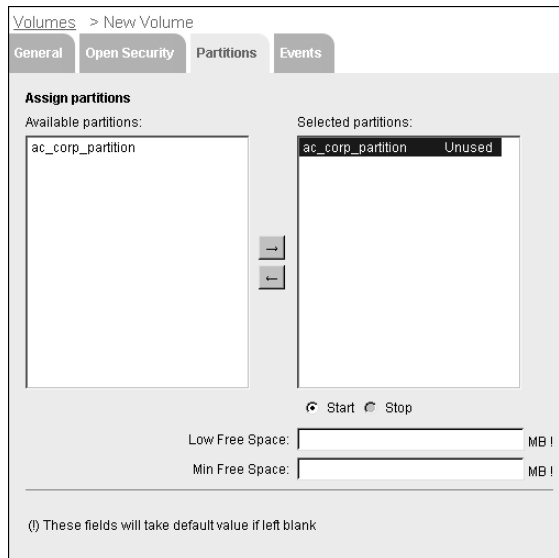 Volumes > New Volume
General Open Security Partitions Events
Assign partitions
Available partitions: Selected partitions:
ac_corp_partition ac_corp_partition Unused
→
←
Start Stop
Low Free Space: MB !
Min Free Space: MB !
(!) These fields will take default value if left blank